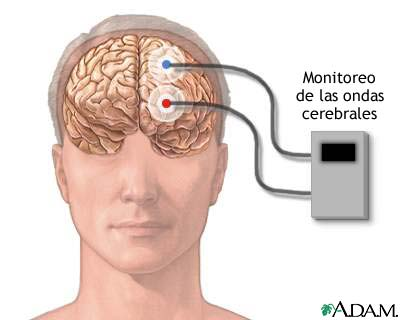 Monitoreo
de las ondas
cerebrales
A.D.A.M.